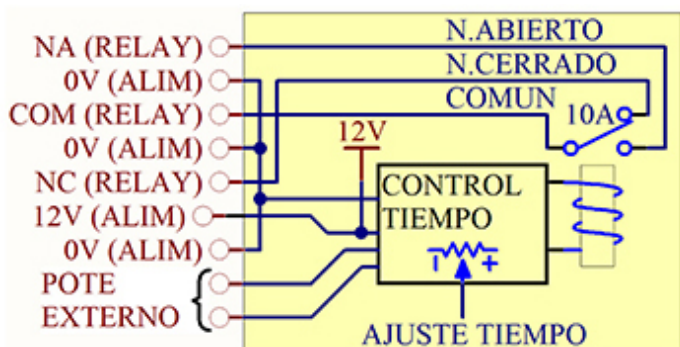 NA (RELAY)
N.ABIERTO
0V (ALIM)
N.CERRADO
COM (RELAY)
COMUN
10A
0V (ALIM)
12V
NC (RELAY)
CONTROL
TIEMPO
12V (ALIM)
0V (ALIM)
- +
POTE
EXTERNO
AJUSTE TIEMPO